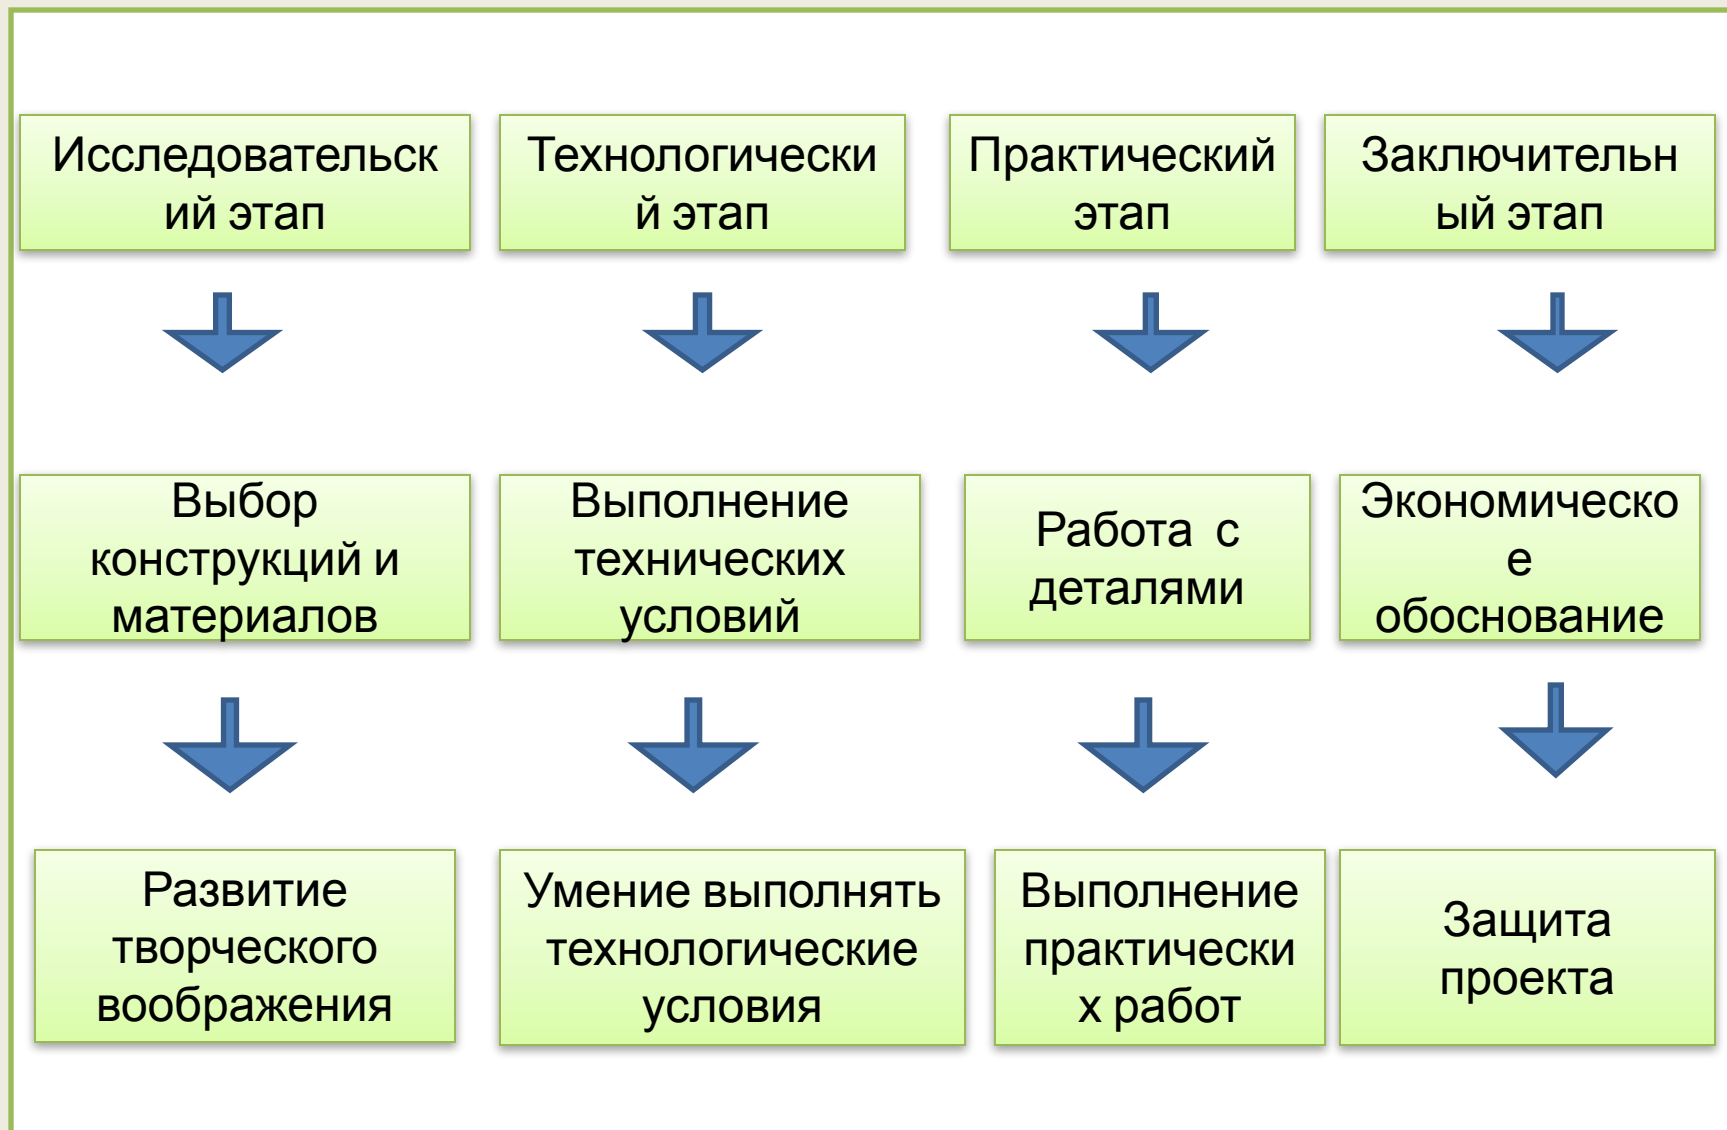 Исследовательск
ий этап
Технологически
й этап
Практический
этап
Заключительн
ый этап
Выбор
конструкций и
материалов
Выполнение
технических
условий
Работа  с
деталями
Экономическо
е
обоснование
Развитие
творческого
воображения
Умение выполнять
технологические
условия
Выполнение
практически
х работ
Защита
проекта